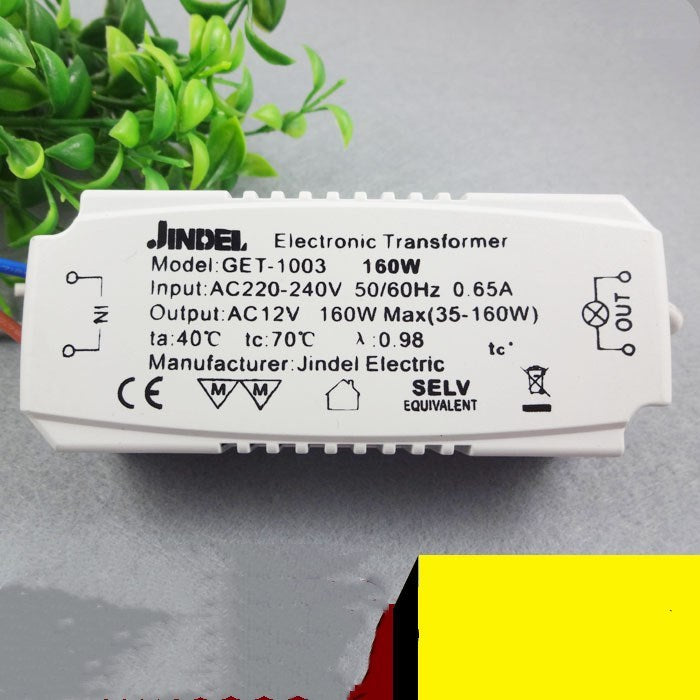 JINDEL Electronic Transformer
Model:GET-1003 160W
Input:AC220-240V 50/60Hz 0.65A
Output:AC12V 160W Max(35-160W)
ta:40℃ tc:70℃ λ:0.98
tc
Manufacturer:Jindel Electric
IN
OUT
CE
M M
SELV
EQUIVALENT